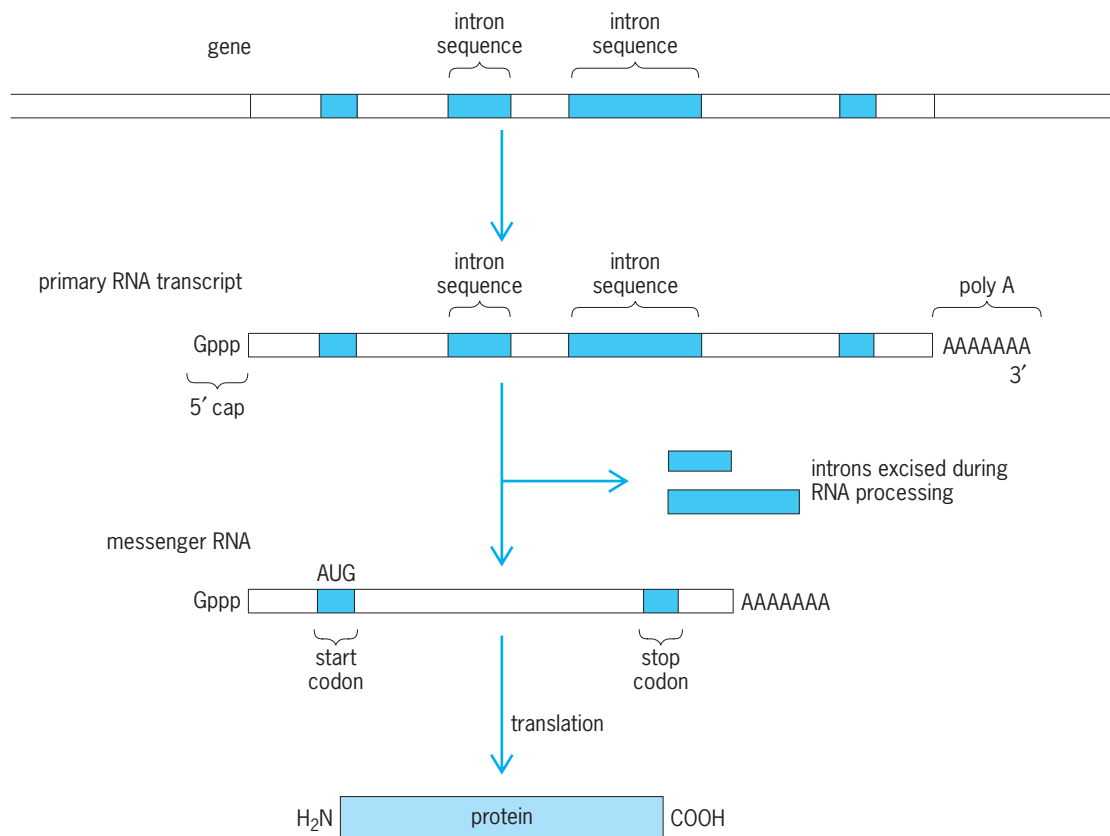 intron
sequence
intron
sequence
gene
intron
sequence
intron
sequence
primary RNA transcript
poly A
Gppp
AAAAAAA
3′
5′ cap
introns excised during
RNA processing
messenger RNA
AUG
Gppp
AAAAAAA
start
codon
stop
codon
translation
H₂N
protein
COOH